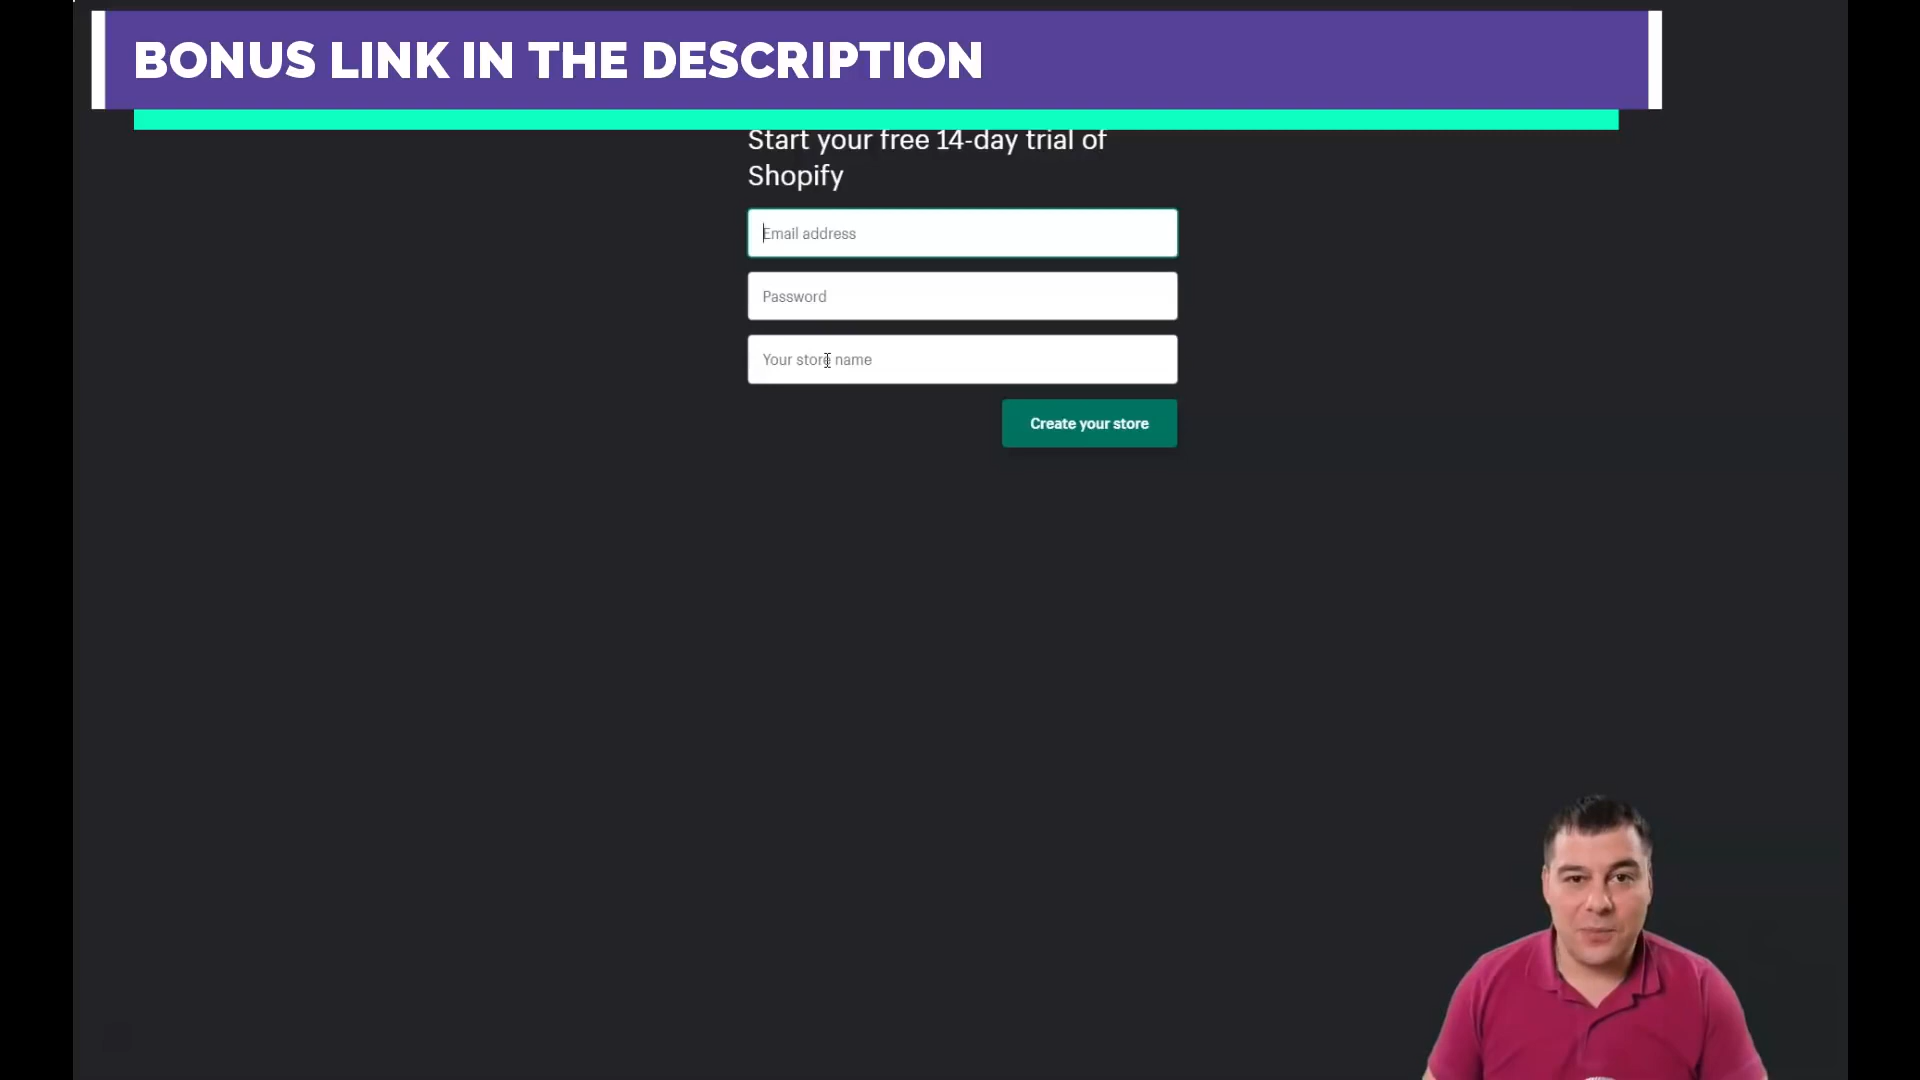 BONUS LINK IN THE DESCRIPTION
Start your free 14-day trial of
Shopify
Email address
Password
Your store name
Create your store